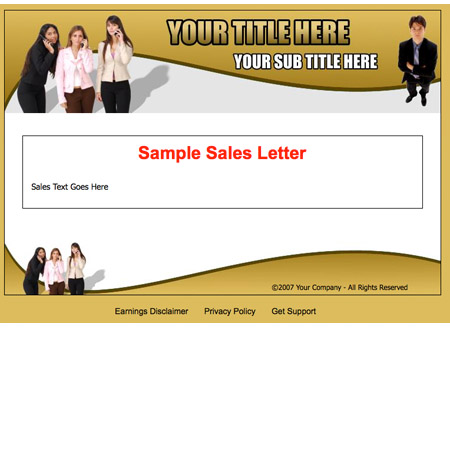 YOUR TITLE HERE
YOUR SUB TITLE HERE
Sample Sales Letter
Sales Text Goes Here
©2007 Your Company - All Rights Reserved
Earnings Disclaimer Privacy Policy Get Support